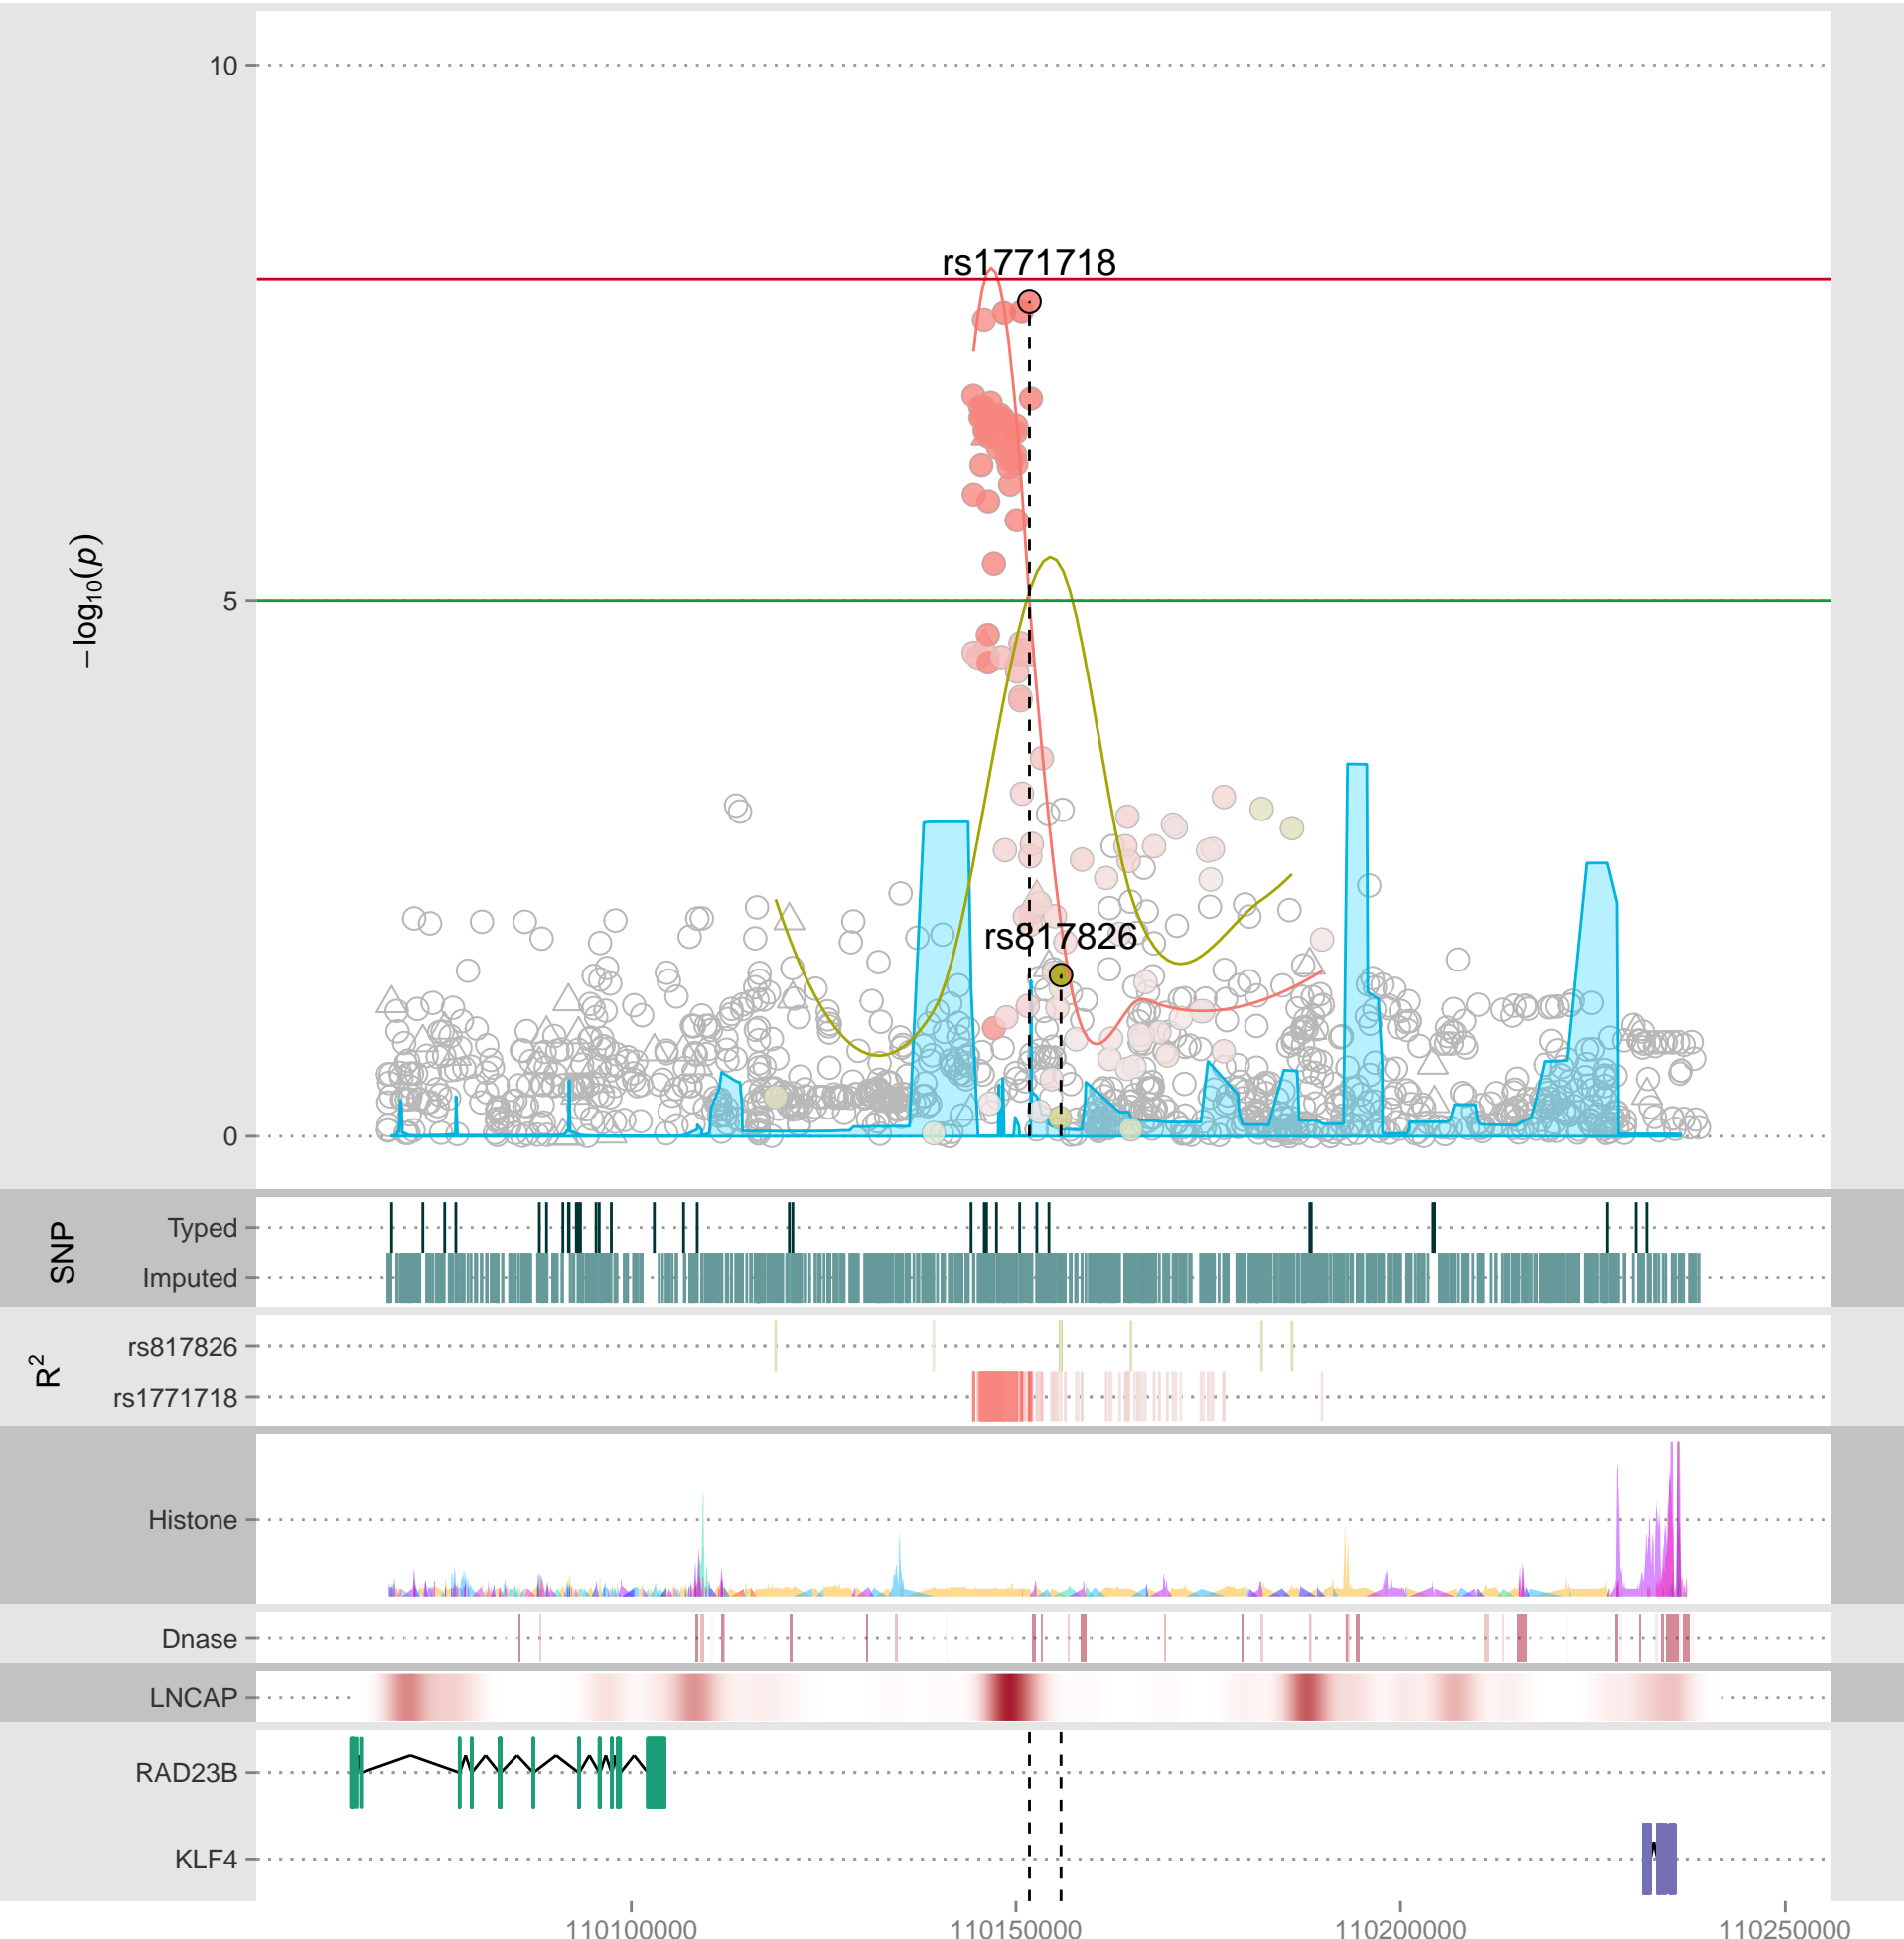 10
rs1771718
−log10(p)
5
rs817826
0
SNP
Typed
Imputed
R2
rs817826
rs1771718
Histone
Dnase
LNCAP
RAD23B
KLF4
110100000 110150000 110200000 110250000